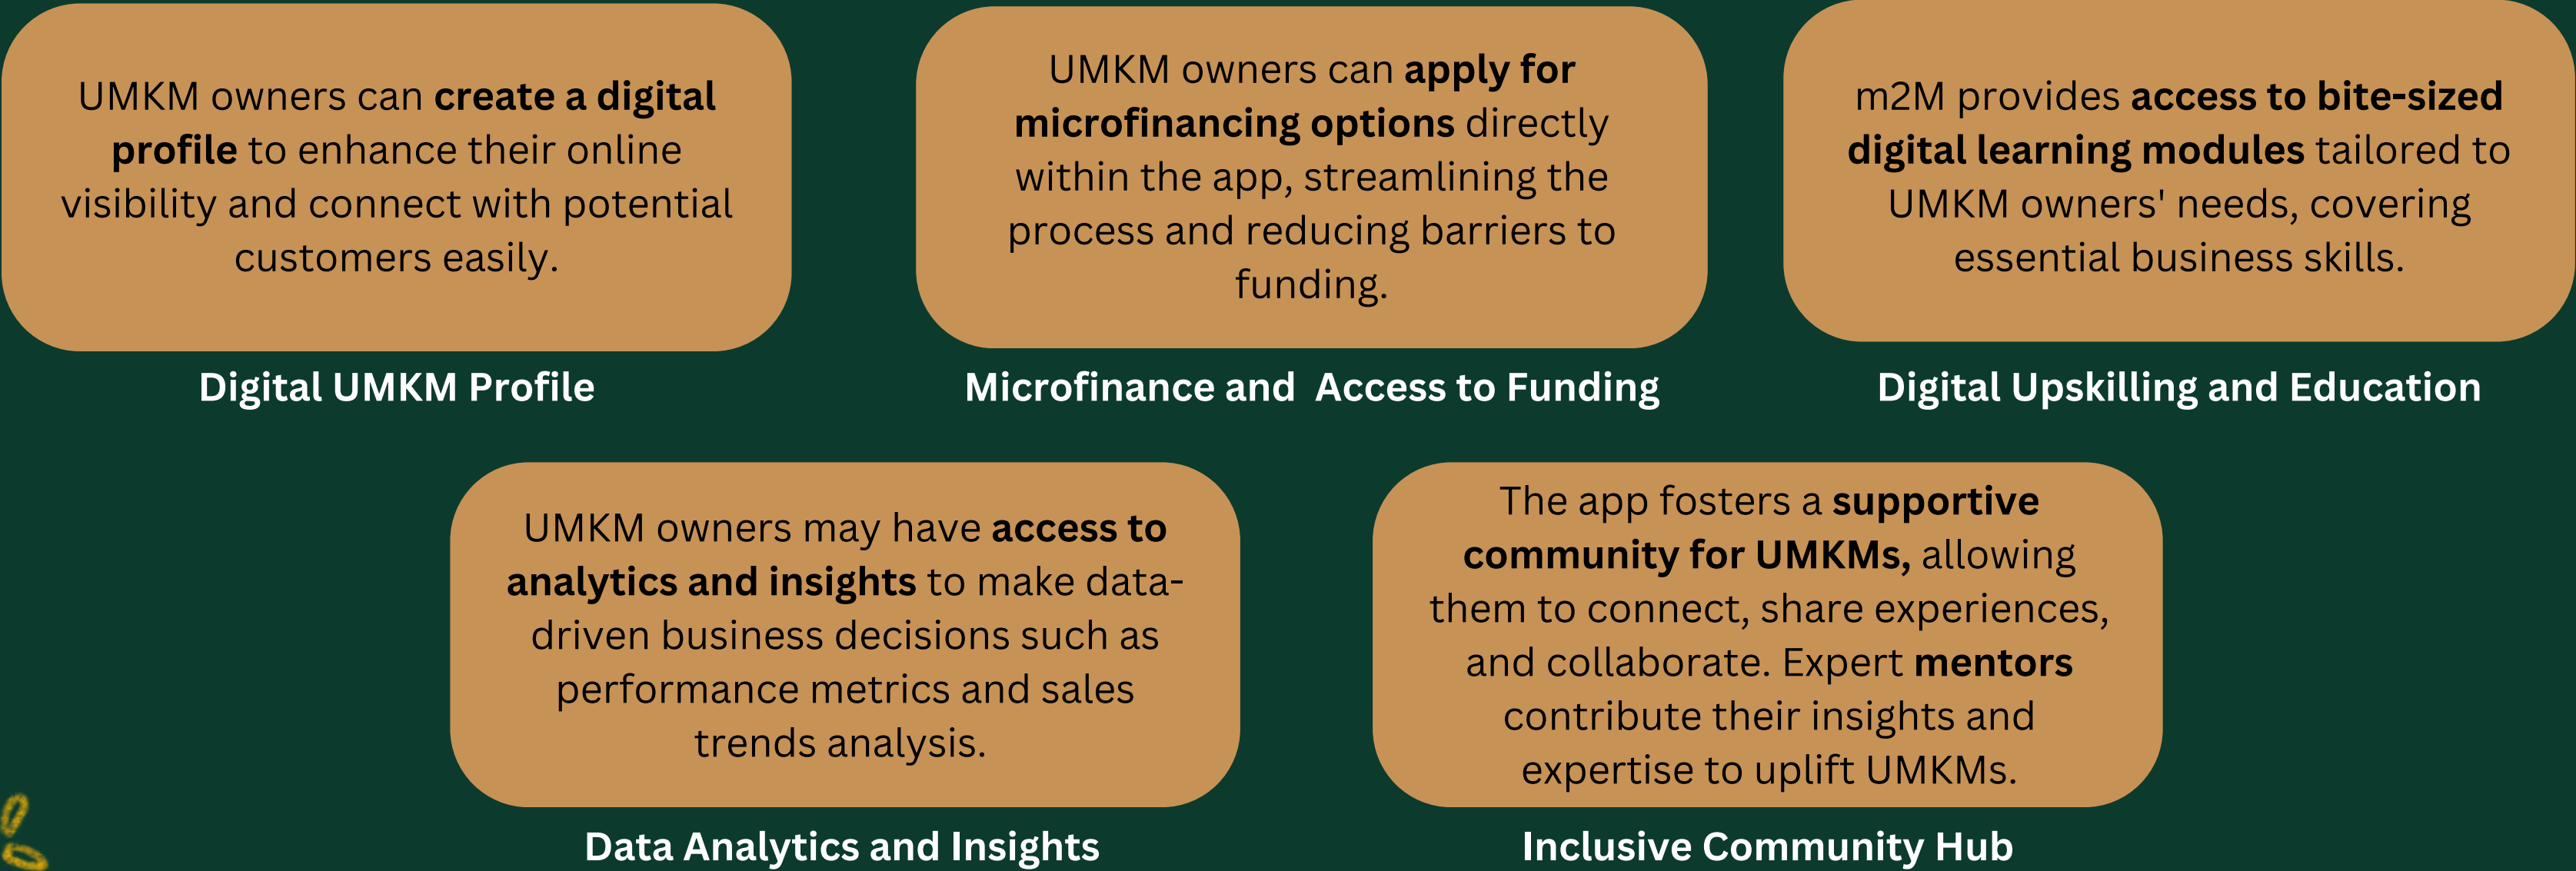 UMKM owners can create a digital
profile to enhance their online
visibility and connect with potential
customers easily.
Digital UMKM Profile
UMKM owners can apply for
microfinancing options directly
within the app, streamlining the
process and reducing barriers to
funding.
Microfinance and  Access to Funding
m2M provides access to bite-sized
digital learning modules tailored to
UMKM owners' needs, covering
essential business skills.
Digital Upskilling and Education
UMKM owners may have access to
analytics and insights to make data-
driven business decisions such as
performance metrics and sales
trends analysis.
Data Analytics and Insights
The app fosters a supportive
community for UMKMs, allowing
them to connect, share experiences,
and collaborate. Expert mentors
contribute their insights and
expertise to uplift UMKMs.
Inclusive Community Hub